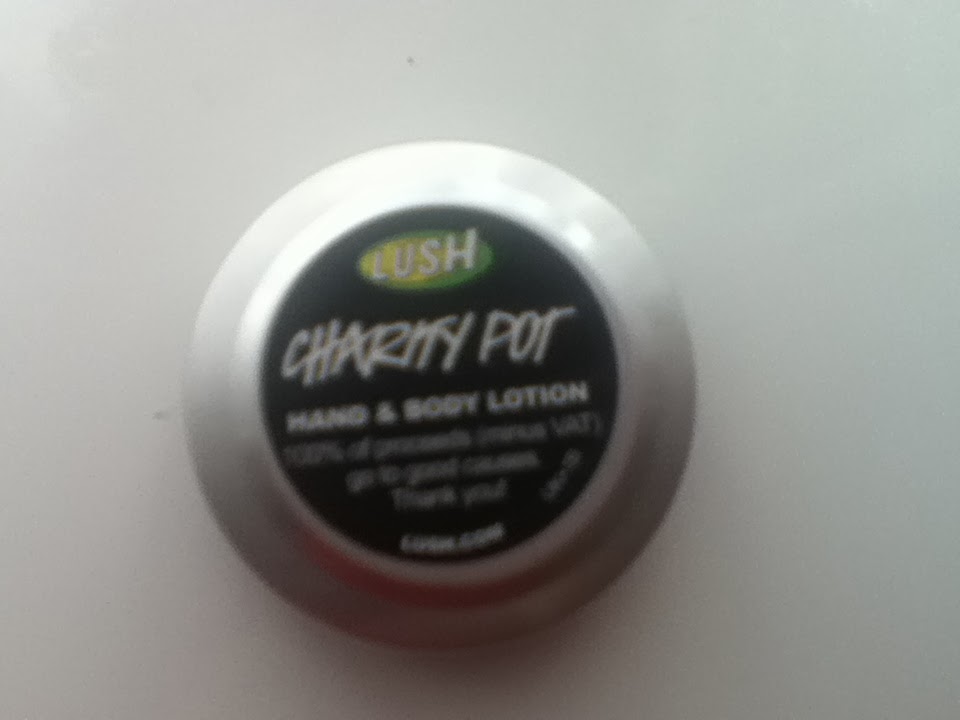 LUSH
CHARITY POT
HAND & BODY LOTION
100% of proceeds (minus VAT)
go to good causes.
Thank you!
LUSH.COM